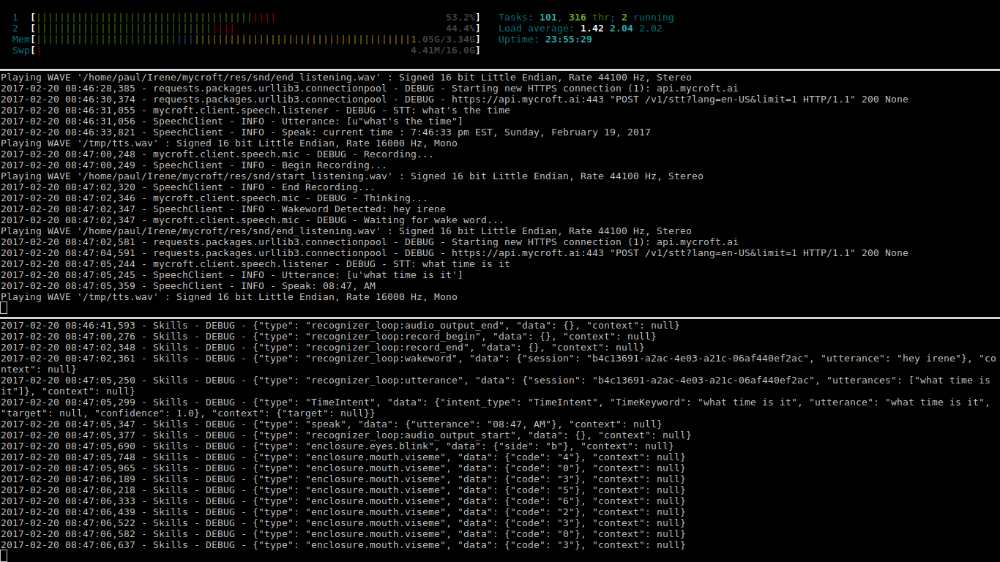 1 [||||||||||||||||||||||||||||||||||||||||| 53.2%] Tasks: 101, 316 thr; 2 running
2 [|||||||||||||||||||||||||||||||||| 44.4%] Load average: 1.42 2.04 2.02
Mem[||||||||||||||||||||||||||||||||||||||||||||||||||||||||||||||||1.05G/3.34G] Uptime: 23:55:29
Swp[| 4.41M/16.0G]
Playing WAVE '/home/paul/Irene/mycroft/res/snd/end_listening.wav' : Signed 16 bit Little Endian, Rate 44100 Hz, Stereo
2017-02-20 08:46:28,385 - requests.packages.urllib3.connectionpool - DEBUG - Starting new HTTPS connection (1): api.mycroft.ai
2017-02-20 08:46:30,374 - requests.packages.urllib3.connectionpool - DEBUG - https://api.mycroft.ai:443 "POST /v1/stt?lang=en-US&limit=1 HTTP/1.1" 200 None
2017-02-20 08:46:31,055 - mycroft.client.speech.listener - DEBUG - STT: what's the time
2017-02-20 08:46:31,056 - SpeechClient - INFO - Utterance: [u"what's the time"]
2017-02-20 08:46:33,821 - SpeechClient - INFO - Speak: current time : 7:46:33 pm EST, Sunday, February 19, 2017
Playing WAVE '/tmp/tts.wav' : Signed 16 bit Little Endian, Rate 16000 Hz, Mono
2017-02-20 08:47:00,248 - mycroft.client.speech.mic - DEBUG - Recording...
2017-02-20 08:47:00,249 - SpeechClient - INFO - Begin Recording...
Playing WAVE '/home/paul/Irene/mycroft/res/snd/start_listening.wav' : Signed 16 bit Little Endian, Rate 44100 Hz, Stereo
2017-02-20 08:47:02,320 - SpeechClient - INFO - End Recording...
2017-02-20 08:47:02,346 - mycroft.client.speech.mic - DEBUG - Thinking...
2017-02-20 08:47:02,347 - SpeechClient - INFO - Wakeword Detected: hey irene
2017-02-20 08:47:02,347 - mycroft.client.speech.mic - DEBUG - Waiting for wake word...
Playing WAVE '/home/paul/Irene/mycroft/res/snd/end_listening.wav' : Signed 16 bit Little Endian, Rate 44100 Hz, Stereo
2017-02-20 08:47:02,581 - requests.packages.urllib3.connectionpool - DEBUG - Starting new HTTPS connection (1): api.mycroft.ai
2017-02-20 08:47:04,591 - requests.packages.urllib3.connectionpool - DEBUG - https://api.mycroft.ai:443 "POST /v1/stt?lang=en-US&limit=1 HTTP/1.1" 200 None
2017-02-20 08:47:05,244 - mycroft.client.speech.listener - DEBUG - STT: what time is it
2017-02-20 08:47:05,245 - SpeechClient - INFO - Utterance: [u'what time is it']
2017-02-20 08:47:05,359 - SpeechClient - INFO - Speak: 08:47, AM
Playing WAVE '/tmp/tts.wav' : Signed 16 bit Little Endian, Rate 16000 Hz, Mono
2017-02-20 08:46:41,593 - Skills - DEBUG - {"type": "recognizer_loop:audio_output_end", "data": {}, "context": null}
2017-02-20 08:47:00,276 - Skills - DEBUG - {"type": "recognizer_loop:record_begin", "data": {}, "context": null}
2017-02-20 08:47:02,348 - Skills - DEBUG - {"type": "recognizer_loop:record_end", "data": {}, "context": null}
2017-02-20 08:47:02,361 - Skills - DEBUG - {"type": "recognizer_loop:wakeword", "data": {"session": "b4c13691-a2ac-4e03-a21c-06af440ef2ac", "utterance": "hey irene"}, "co
ntext": null}
2017-02-20 08:47:05,250 - Skills - DEBUG - {"type": "recognizer_loop:utterance", "data": {"session": "b4c13691-a2ac-4e03-a21c-06af440ef2ac", "utterances": ["what time is
it"]}, "context": null}
2017-02-20 08:47:05,299 - Skills - DEBUG - {"type": "TimeIntent", "data": {"intent_type": "TimeIntent", "TimeKeyword": "what time is it", "utterance": "what time is it",
"target": null, "confidence": 1.0}, "context": {"target": null}}
2017-02-20 08:47:05,347 - Skills - DEBUG - {"type": "speak", "data": {"utterance": "08:47, AM"}, "context": null}
2017-02-20 08:47:05,377 - Skills - DEBUG - {"type": "recognizer_loop:audio_output_start", "data": {}, "context": null}
2017-02-20 08:47:05,690 - Skills - DEBUG - {"type": "enclosure.eyes.blink", "data": {"side": "b"}, "context": null}
2017-02-20 08:47:05,748 - Skills - DEBUG - {"type": "enclosure.mouth.viseme", "data": {"code": "4"}, "context": null}
2017-02-20 08:47:05,965 - Skills - DEBUG - {"type": "enclosure.mouth.viseme", "data": {"code": "0"}, "context": null}
2017-02-20 08:47:06,189 - Skills - DEBUG - {"type": "enclosure.mouth.viseme", "data": {"code": "3"}, "context": null}
2017-02-20 08:47:06,218 - Skills - DEBUG - {"type": "enclosure.mouth.viseme", "data": {"code": "5"}, "context": null}
2017-02-20 08:47:06,333 - Skills - DEBUG - {"type": "enclosure.mouth.viseme", "data": {"code": "6"}, "context": null}
2017-02-20 08:47:06,439 - Skills - DEBUG - {"type": "enclosure.mouth.viseme", "data": {"code": "2"}, "context": null}
2017-02-20 08:47:06,522 - Skills - DEBUG - {"type": "enclosure.mouth.viseme", "data": {"code": "3"}, "context": null}
2017-02-20 08:47:06,582 - Skills - DEBUG - {"type": "enclosure.mouth.viseme", "data": {"code": "0"}, "context": null}
2017-02-20 08:47:06,637 - Skills - DEBUG - {"type": "enclosure.mouth.viseme", "data": {"code": "3"}, "context": null}